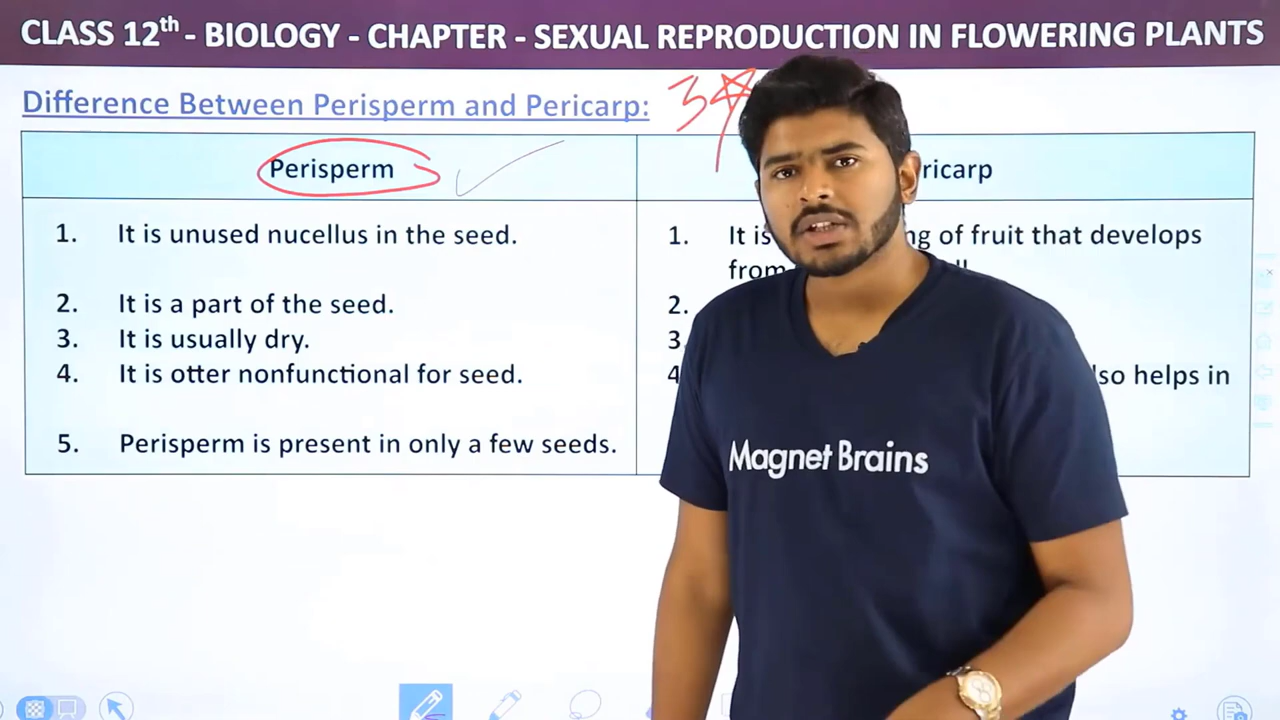 CLASS 12th - BIOLOGY - CHAPTER - SEXUAL REPRODUCTION IN FLOWERING PLANTS
Difference Between Perisperm and Pericarp:
3
Perisperm
ricarp
1. It is unused nucellus in the seed.
2. It is a part of the seed.
3. It is usually dry.
4. It is otter nonfunctional for seed.
5. Perisperm is present in only a few seeds.
1. It is ng of fruit that develops
from
2.
3.
4
so helps in
Magnet Brains